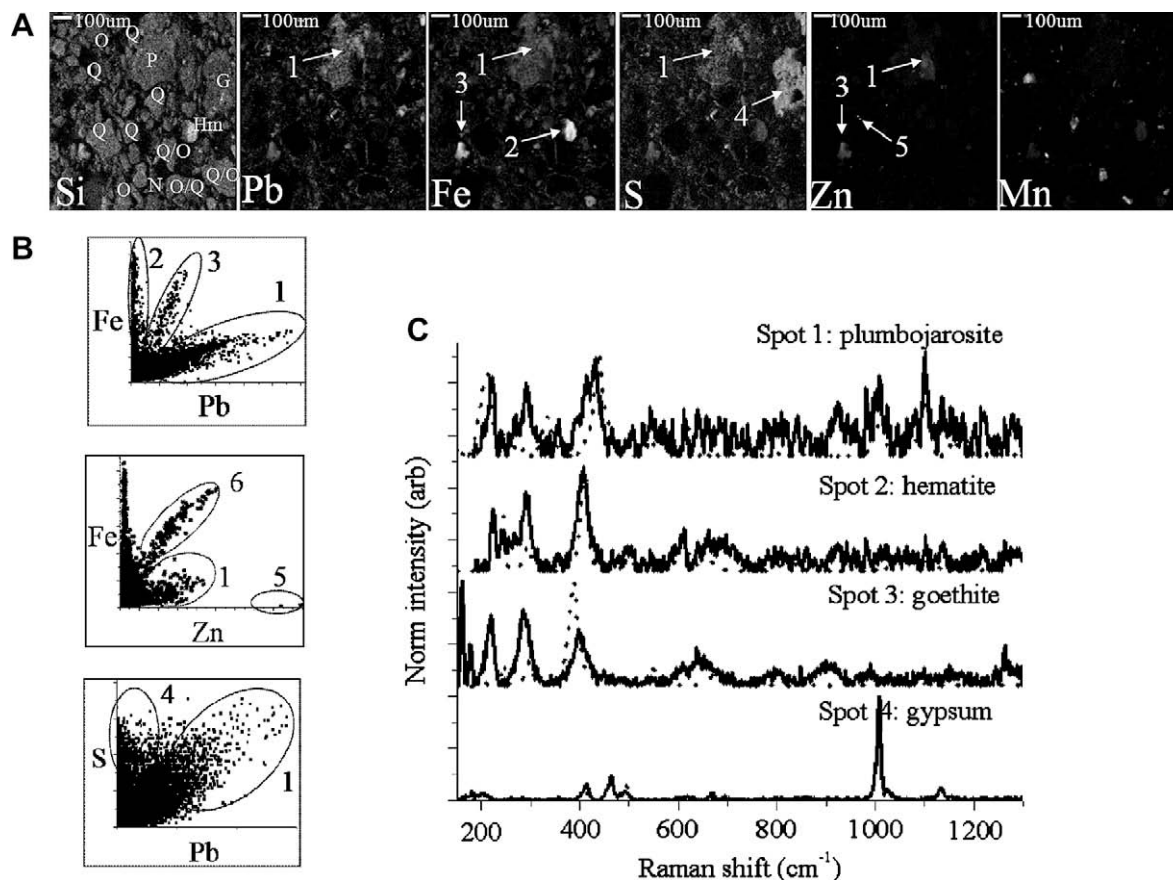 A
100um 100um 100um 100um 100um 100um
O Q
P
Q
G
Q
Hm
Q Q
Q/O
Q/O
O N O/Q
Si
1
Pb
1
3
2
Fe
1
4
S
1
3
5
Zn
Mn
B
2 3
1
Fe
Pb
6
Fe
1
5
Zn
4
S
1
Pb
C
Spot 1: plumbojarosite
Spot 2: hematite
Spot 3: goethite
Spot 4: gypsum
Norm intensity (arb)
200 400 600 800 1000 1200
Raman shift (cm⁻¹)